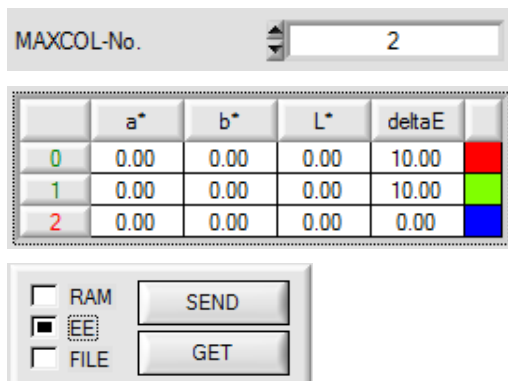 MAXCOL-No. 2
a* b* L* deltaE
0 0.00 0.00 0.00 10.00
1 0.00 0.00 0.00 10.00
2 0.00 0.00 0.00 0.00
RAM SEND
EE
FILE GET